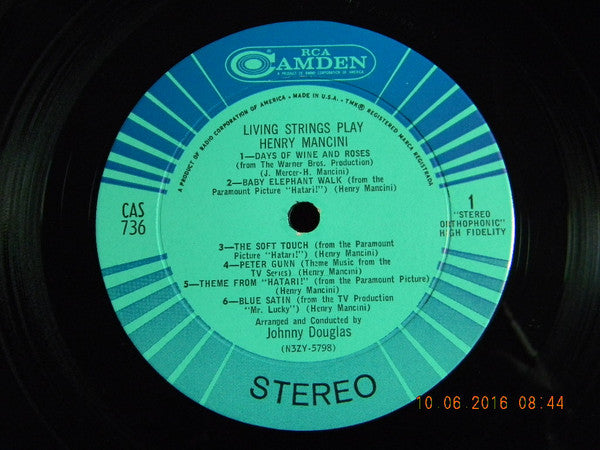 RCA
CAMDEN
A PRODUCT OF RADIO CORPORATION OF AMERICA
A PRODUCT OF RADIO CORPORATION OF AMERICA • MADE IN U.S.A. • TMK® REGISTERED MARCA REGISTRADA
LIVING STRINGS PLAY
HENRY MANCINI
1—DAYS OF WINE AND ROSES
(from The Warner Bros. Production)
(J. Mercer-H. Mancini)
2—BABY ELEPHANT WALK (from the
Paramount Picture "Hatari!") (Henry Mancini)
CAS
736
1
"STEREO
ORTHOPHONIC"
HIGH FIDELITY
3—THE SOFT TOUCH (from the Paramount
Picture "Hatari!") (Henry Mancini)
4—PETER GUNN (Theme Music from the
TV Series) (Henry Mancini)
5—THEME FROM "HATARI!" (from the Paramount Picture)
(Henry Mancini)
6—BLUE SATIN (from the TV Production
"Mr. Lucky") (Henry Mancini)
Arranged and Conducted by
Johnny Douglas
(N3ZY-5798)
STEREO
10.06.2016 08:44